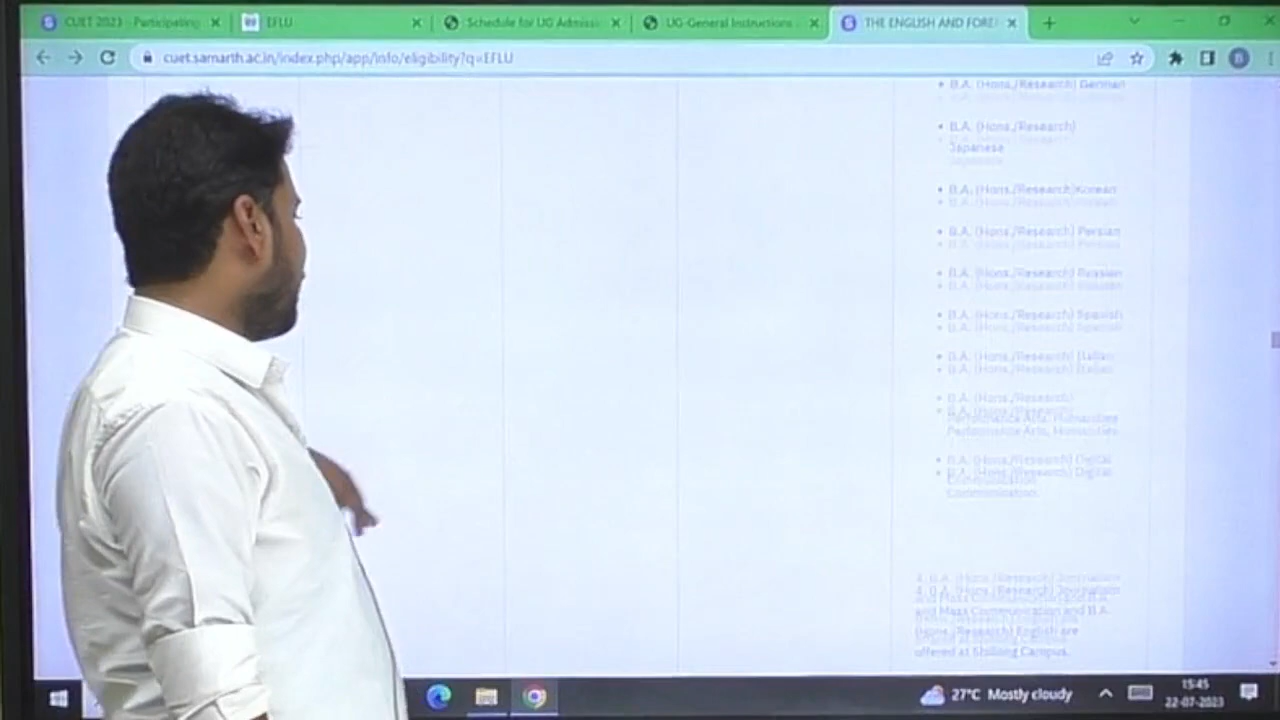 CUET 2023 - Participating
EFLU
Schedule for UG Admissi
UG-General Instructions
THE ENGLISH AND FOREI
cuet.samarth.ac.in/index.php/app/info/eligibility?q=EFLU
B.A. (Hons./Research) German
B.A. (Hons./Research)
Japanese
B.A. (Hons./Research)Korean
B.A. (Hons./Research) Persian
B.A. (Hons./Research) Russian
B.A. (Hons./Research) Spanish
B.A. (Hons./Research) Italian
B.A. (Hons./Research)
Performance Arts, Humanities
B.A. (Hons./Research) Digital
Communication
4. B.A. (Hons./Research) Journalism
and Mass Communication and B.A.
(Hons./Research) English are
offered at Shillong Campus.
27°C Mostly cloudy
15:45
22-07-2023